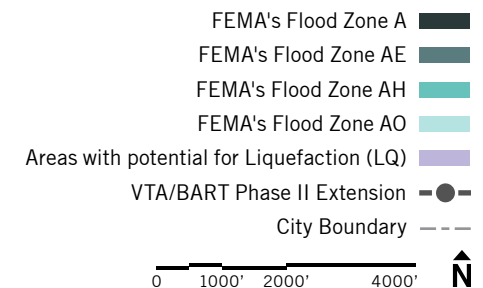 FEMA's Flood Zone A
FEMA's Flood Zone AE
FEMA's Flood Zone AH
FEMA's Flood Zone AO
Areas with potential for Liquefaction (LQ)
VTA/BART Phase II Extension
City Boundary
0 1000' 2000' 4000' N